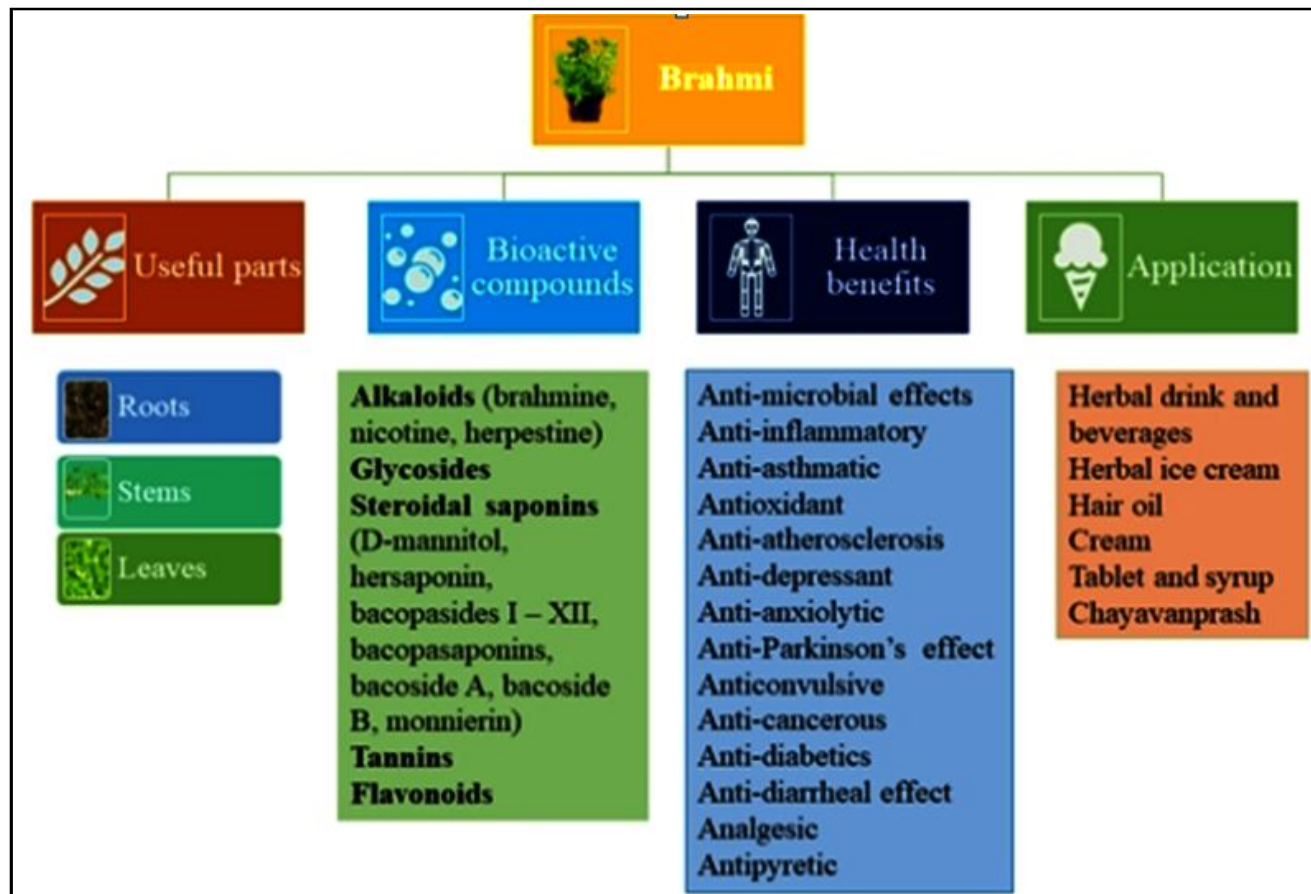 Brahmi
Useful parts
Bioactive
compounds
Health
benefits
Application
Roots
Stems
Leaves
Alkaloids (brahmine,
nicotine, herpestine)
Glycosides
Steroidal saponins
(D-mannitol,
hersaponin,
bacopasides I – XII,
bacopasaponins,
bacoside A, bacoside
B, monnierin)
Tannins
Flavonoids
Anti-microbial effects
Anti-inflammatory
Anti-asthmatic
Antioxidant
Anti-atherosclerosis
Anti-depressant
Anti-anxiolytic
Anti-Parkinson's effect
Anticonvulsive
Anti-cancerous
Anti-diabetics
Anti-diarrheal effect
Analgesic
Antipyretic
Herbal drink and
beverages
Herbal ice cream
Hair oil
Cream
Tablet and syrup
Chayavanprash